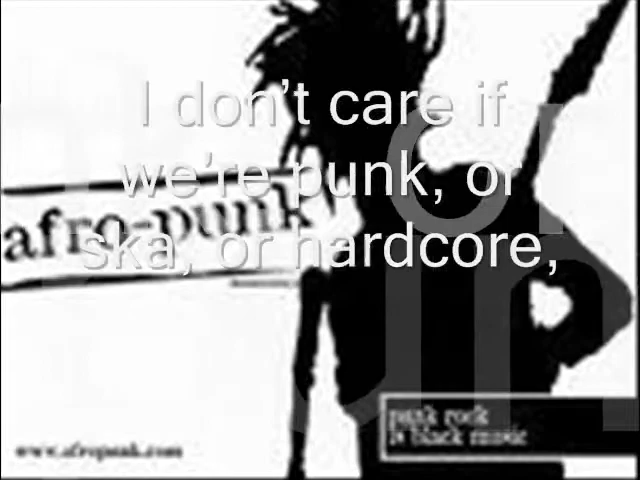 I don't care if
we're punk, or
ska, or hardcore,
afro-punk
punk rock
is black music
www.afropunk.com